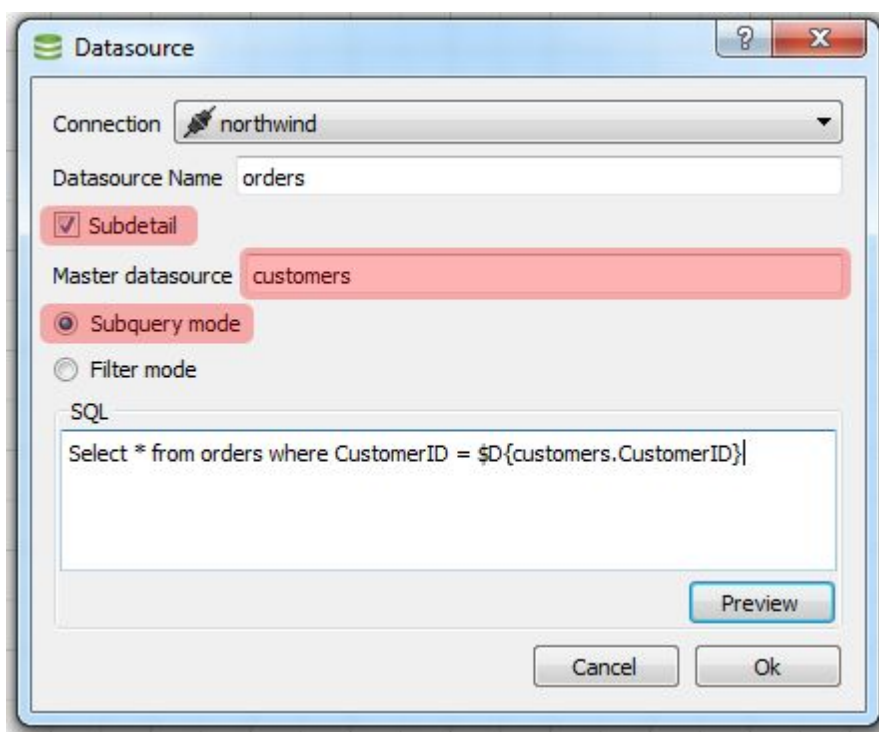 Datasource
Connection northwind
Datasource Name orders
Subdetail
Master datasource customers
Subquery mode
Filter mode
SQL
Select * from orders where CustomerID = $D{customers.CustomerID}
Preview
Cancel Ok